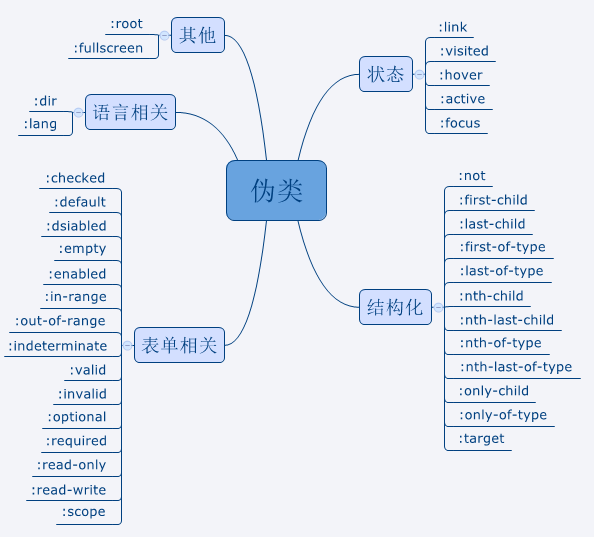 伪类
其他
:root
:fullscreen
语言相关
:dir
:lang
表单相关
:checked
:default
:dsiabled
:empty
:enabled
:in-range
:out-of-range
:indeterminate
:valid
:invalid
:optional
:required
:read-only
:read-write
:scope
状态
:link
:visited
:hover
:active
:focus
结构化
:not
:first-child
:last-child
:first-of-type
:last-of-type
:nth-child
:nth-last-child
:nth-of-type
:nth-last-of-type
:only-child
:only-of-type
:target